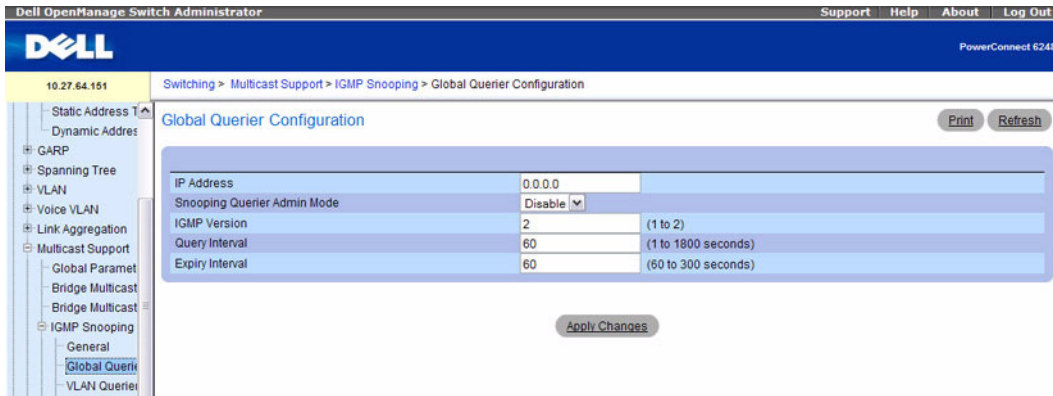 Dell OpenManage Switch Administrator
Support Help About Log Out
DELL
PowerConnect 6248
10.27.64.151
Switching > Multicast Support > IGMP Snooping > Global Querier Configuration
Static Address T
Dynamic Addres
GARP
Spanning Tree
VLAN
Voice VLAN
Link Aggregation
Multicast Support
Global Paramet
Bridge Multicast
Bridge Multicast
IGMP Snooping
General
Global Querie
VLAN Querier
Global Querier Configuration
Print Refresh
IP Address 0.0.0.0
Snooping Querier Admin Mode Disable
IGMP Version 2 (1 to 2)
Query Interval 60 (1 to 1800 seconds)
Expiry Interval 60 (60 to 300 seconds)
Apply Changes